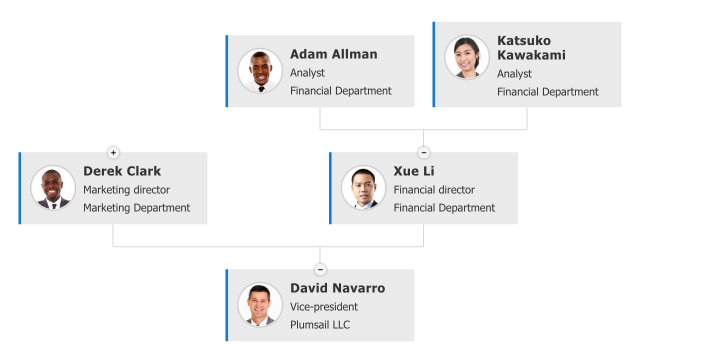 Adam Allman
Analyst
Financial Department
Katsuko
Kawakami
Analyst
Financial Department
+
−
Derek Clark
Marketing director
Marketing Department
Xue Li
Financial director
Financial Department
−
David Navarro
Vice-president
Plumsail LLC